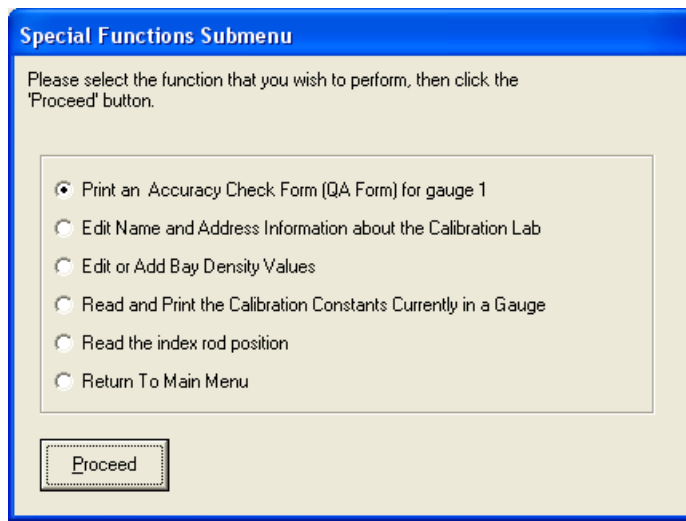 Special Functions Submenu
Please select the function that you wish to perform, then click the
'Proceed' button.
Print an  Accuracy Check Form (QA Form) for gauge 1
Edit Name and Address Information about the Calibration Lab
Edit or Add Bay Density Values
Read and Print the Calibration Constants Currently in a Gauge
Read the index rod position
Return To Main Menu
Proceed